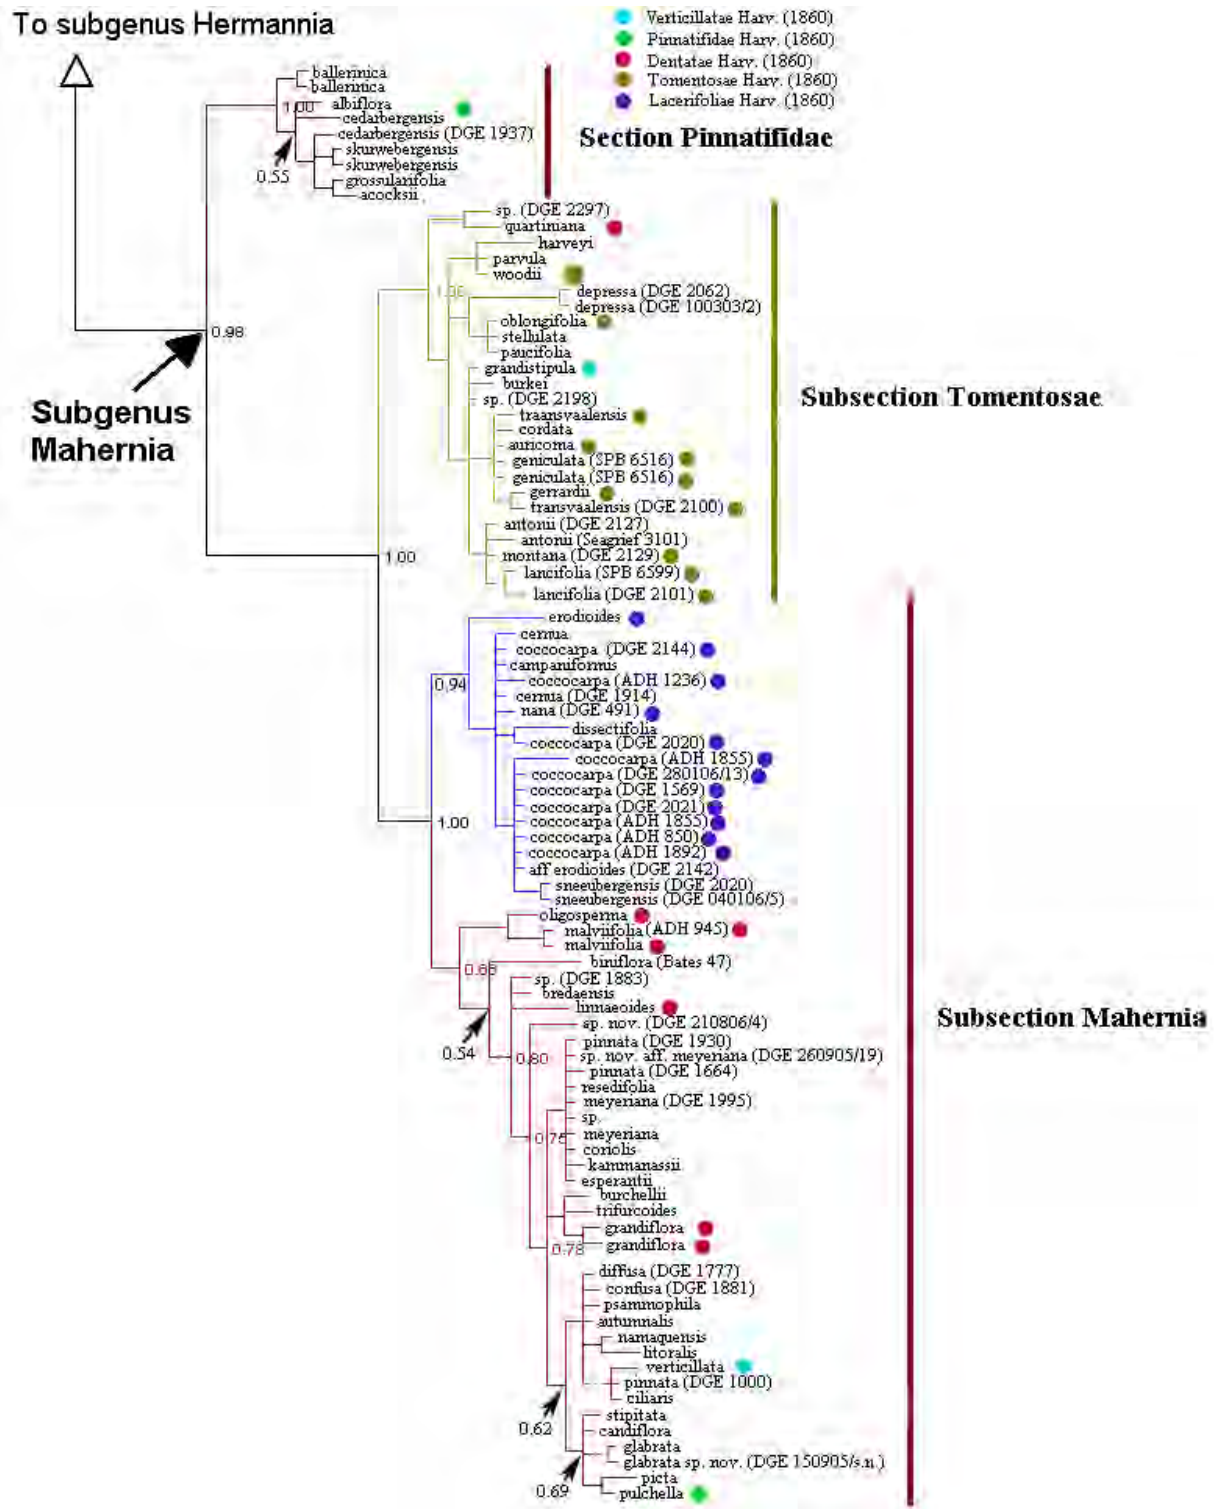 To subgenus Hermannia
Verticillatae Harv. (1860)
Pinnatifidae Harv. (1860)
Dentatae Harv. (1860)
Tomentosae Harv. (1860)
Lacerifoliae Harv. (1860)
ballerinica
ballerinica
1.00
albiflora
cedarbergensis
cedarbergensis (DGE 1937)
skurwebergensis
skurwebergensis
grossularifolia
acocksii
0.55
Section Pinnatifidae
sp. (DGE 2297)
quartiniana
harveyi
parvula
woodii
depressa (DGE 2062)
depressa (DGE 100303/2)
oblongifolia
stellulata
paucifolia
grandistipula
burkei
sp. (DGE 2198)
traansvaalensis
cordata
auricoma
geniculata (SPB 6516)
geniculata (SPB 6516)
gerrardii
transvaalensis (DGE 2100)
antonii (DGE 2127)
antonii (Seagrief 3101)
montana (DGE 2129)
lancifolia (SPB 6599)
lancifolia (DGE 2101)
0.98
Subgenus
Mahernia
Subsection Tomentosae
1.00
erodioides
cernua
coccocarpa (DGE 2144)
campaniformis
coccocarpa (ADH 1236)
0.94
cernua (DGE 1914)
nana (DGE 491)
dissectifolia
coccocarpa (DGE 2020)
coccocarpa (ADH 1855)
coccocarpa (DGE 280106/13)
coccocarpa (DGE 1569)
coccocarpa (DGE 2021)
coccocarpa (ADH 1855)
1.00
coccocarpa (ADH 850)
coccocarpa (ADH 1892)
aff erodioides (DGE 2142)
sneeubergensis (DGE 2020)
sneeubergensis (DGE 040106/5)
oligosperma
malviifolia (ADH 945)
malviifolia
biniflora (Bates 47)
sp. (DGE 1883)
bredaensis
linnaeoides
sp. nov. (DGE 210806/4)
Subsection Mahernia
pinnata (DGE 1930)
0.54
0.80
sp. nov. aff. meyeriana (DGE 260905/19)
pinnata (DGE 1664)
resedifolia
meyeriana (DGE 1995)
sp.
meyeriana
0.75
coriolis
kammanassii
esperantii
burchellii
trifurcoides
grandiflora
grandiflora
0.78
diffusa (DGE 1777)
confusa (DGE 1881)
psammophila
autumnalis
namaquensis
litoralis
verticillata
pinnata (DGE 1000)
ciliaris
stipitata
0.62
candiflora
glabrata
glabrata sp. nov. (DGE 150905/s.n.)
picta
0.69
pulchella